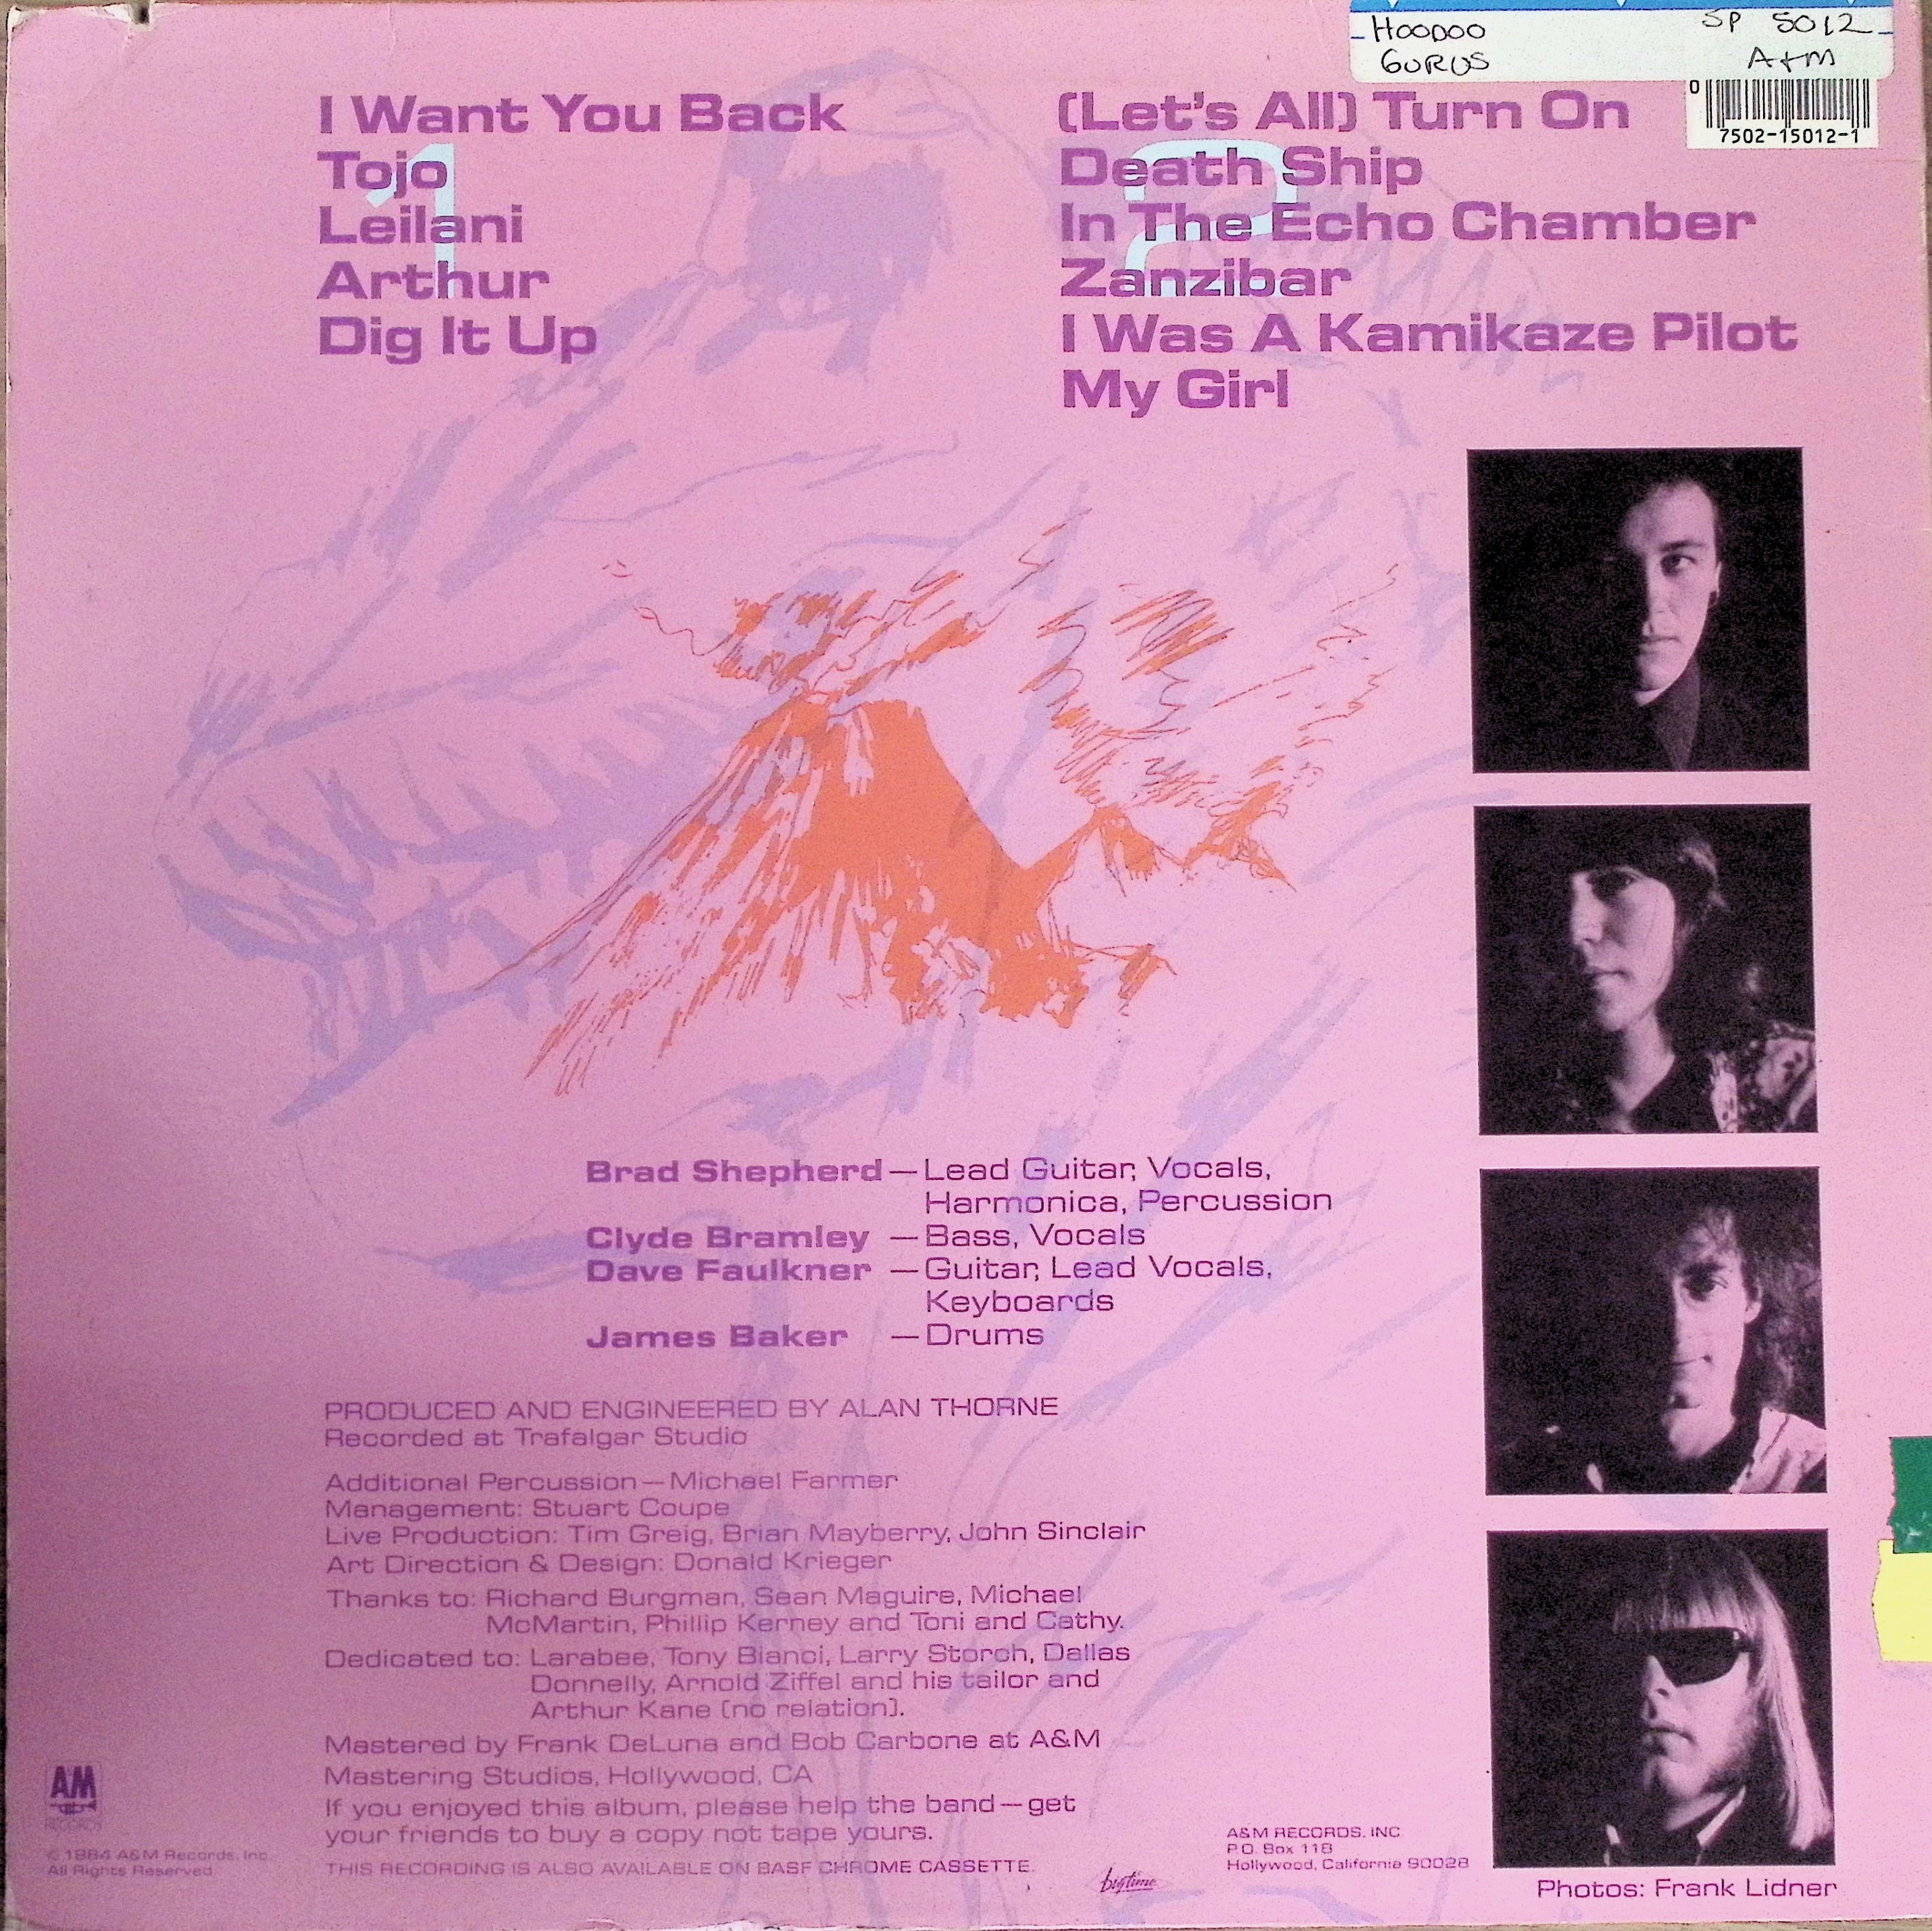 HOODOO
GURUS
SP 5012
A+M
0
7502-15012-1
1
I Want You Back
Tojo
Leilani
Arthur
Dig It Up
2
(Let's All) Turn On
Death Ship
In The Echo Chamber
Zanzibar
I Was A Kamikaze Pilot
My Girl
Brad Shepherd—Lead Guitar, Vocals,
Harmonica, Percussion
Clyde Bramley —Bass, Vocals
Dave Faulkner —Guitar, Lead Vocals,
Keyboards
James Baker —Drums
PRODUCED AND ENGINEERED BY ALAN THORNE
Recorded at Trafalgar Studio
Additional Percussion—Michael Farmer
Management: Stuart Coupe
Live Production: Tim Greig, Brian Mayberry, John Sinclair
Art Direction & Design: Donald Krieger
Thanks to: Richard Burgman, Sean Maguire, Michael
McMartin, Phillip Kerney and Toni and Cathy.
Dedicated to: Larabee, Tony Bianci, Larry Storch, Dallas
Donnelly, Arnold Ziffel and his tailor and
Arthur Kane (no relation).
Mastered by Frank DeLuna and Bob Carbone at A&M
Mastering Studios, Hollywood, CA
If you enjoyed this album, please help the band—get
your friends to buy a copy not tape yours.
THIS RECORDING IS ALSO AVAILABLE ON BASF CHROME CASSETTE.
AM
RECORDS
© 1984 A&M Records, Inc.
All Rights Reserved
bigtime
A&M RECORDS, INC
P.O. Box 118
Hollywood, California 90028
Photos: Frank Lidner